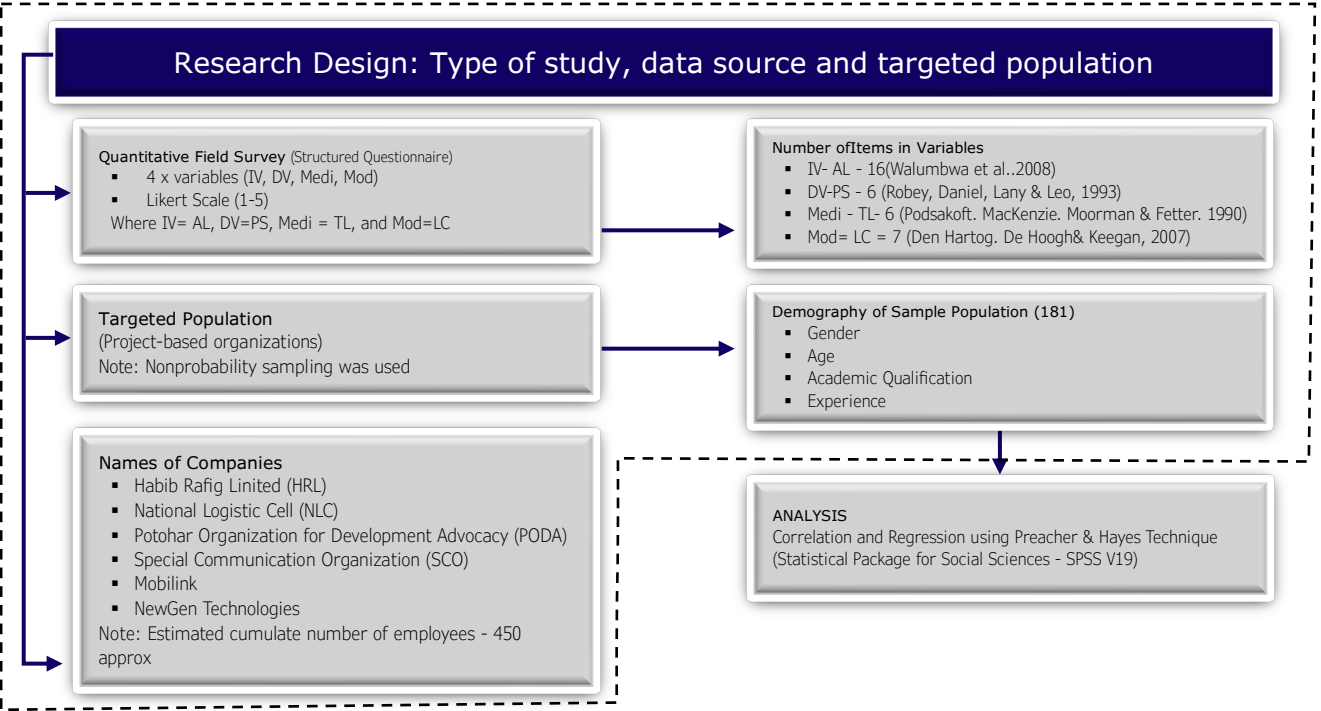 Research Design: Type of study, data source and targeted population
Quantitative Field Survey (Structured Questionnaire)
▪ 4 x variables (IV, DV, Medi, Mod)
▪ Likert Scale (1-5)
Where IV= AL, DV=PS, Medi = TL, and Mod=LC
Number ofItems in Variables
▪ IV- AL - 16(Walumbwa et al..2008)
▪ DV-PS - 6 (Robey, Daniel, Lany & Leo, 1993)
▪ Medi - TL- 6 (Podsakoft. MacKenzie. Moorman & Fetter. 1990)
▪ Mod= LC = 7 (Den Hartog. De Hoogh& Keegan, 2007)
Targeted Population
(Project-based organizations)
Note: Nonprobability sampling was used
Demography of Sample Population (181)
▪ Gender
▪ Age
▪ Academic Qualification
▪ Experience
Names of Companies
▪ Habib Rafig Linited (HRL)
▪ National Logistic Cell (NLC)
▪ Potohar Organization for Development Advocacy (PODA)
▪ Special Communication Organization (SCO)
▪ Mobilink
▪ NewGen Technologies
Note: Estimated cumulate number of employees - 450
approx
ANALYSIS
Correlation and Regression using Preacher & Hayes Technique
(Statistical Package for Social Sciences - SPSS V19)